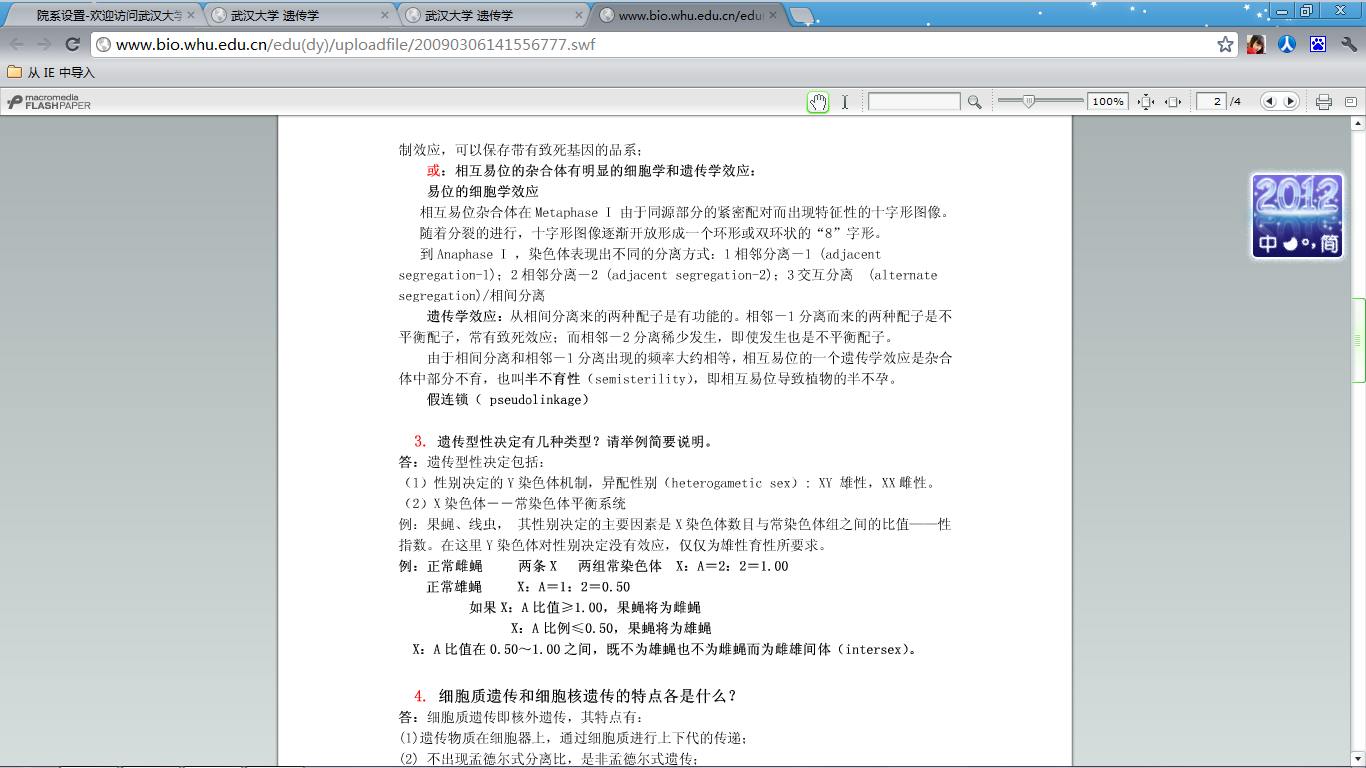 院系设置-欢迎访问武汉大学
武汉大学 遗传学
武汉大学 遗传学
www.bio.whu.edu.cn/edu
www.bio.whu.edu.cn/edu(dy)/uploadfile/20090306141556777.swf
从 IE 中导入
macromedia
FLASHPAPER
100%
2 /4
制效应，可以保存带有致死基因的品系；
或：相互易位的杂合体有明显的细胞学和遗传学效应：
易位的细胞学效应
相互易位杂合体在 Metaphase I 由于同源部分的紧密配对而出现特征性的十字形图像。
随着分裂的进行，十字形图像逐渐开放形成一个环形或双环状的“8”字形。
到 Anaphase I ，染色体表现出不同的分离方式：1 相邻分离－1 (adjacent
segregation-1)；2 相邻分离－2 (adjacent segregation-2)；3 交互分离 (alternate
segregation)/相间分离
遗传学效应：从相间分离来的两种配子是有功能的。相邻－1 分离而来的两种配子是不
平衡配子，常有致死效应；而相邻－2 分离稀少发生，即使发生也是不平衡配子。
由于相间分离和相邻－1 分离出现的频率大约相等，相互易位的一个遗传学效应是杂合
体中部分不育，也叫半不育性（semisterility），即相互易位导致植物的半不孕。
假连锁（ pseudolinkage）
3. 遗传型性决定有几种类型？请举例简要说明。
答：遗传型性决定包括：
（1）性别决定的 Y 染色体机制，异配性别（heterogametic sex）: XY 雄性，XX 雌性。
（2）X 染色体－－常染色体平衡系统
例：果蝇、线虫， 其性别决定的主要因素是 X 染色体数目与常染色体组之间的比值——性
指数。在这里 Y 染色体对性别决定没有效应，仅仅为雄性育性所要求。
例：正常雌蝇 两条 X 两组常染色体 X：A＝2：2＝1.00
正常雄蝇 X：A＝1：2＝0.50
如果 X：A 比值≥1.00，果蝇将为雌蝇
X：A 比例≤0.50，果蝇将为雄蝇
X：A 比值在 0.50～1.00 之间，既不为雄蝇也不为雌蝇而为雌雄间体（intersex）。
4. 细胞质遗传和细胞核遗传的特点各是什么？
答：细胞质遗传即核外遗传，其特点有：
(1)遗传物质在细胞器上，通过细胞质进行上下代的传递；
(2) 不出现孟德尔式分离比，是非孟德尔式遗传；
2012
中 °, 简